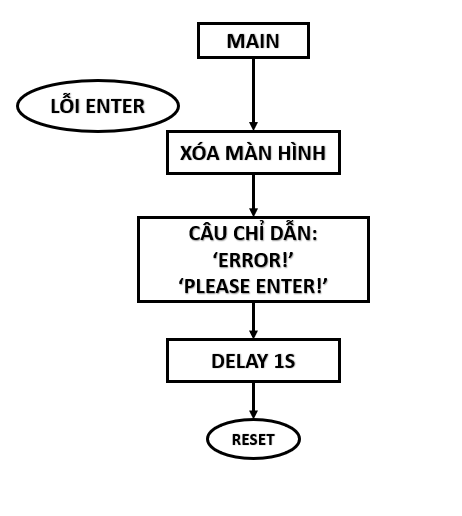 MAIN
LỖI ENTER
XÓA MÀN HÌNH
CÂU CHỈ DẪN:
‘ERROR!’
‘PLEASE ENTER!’
DELAY 1S
RESET